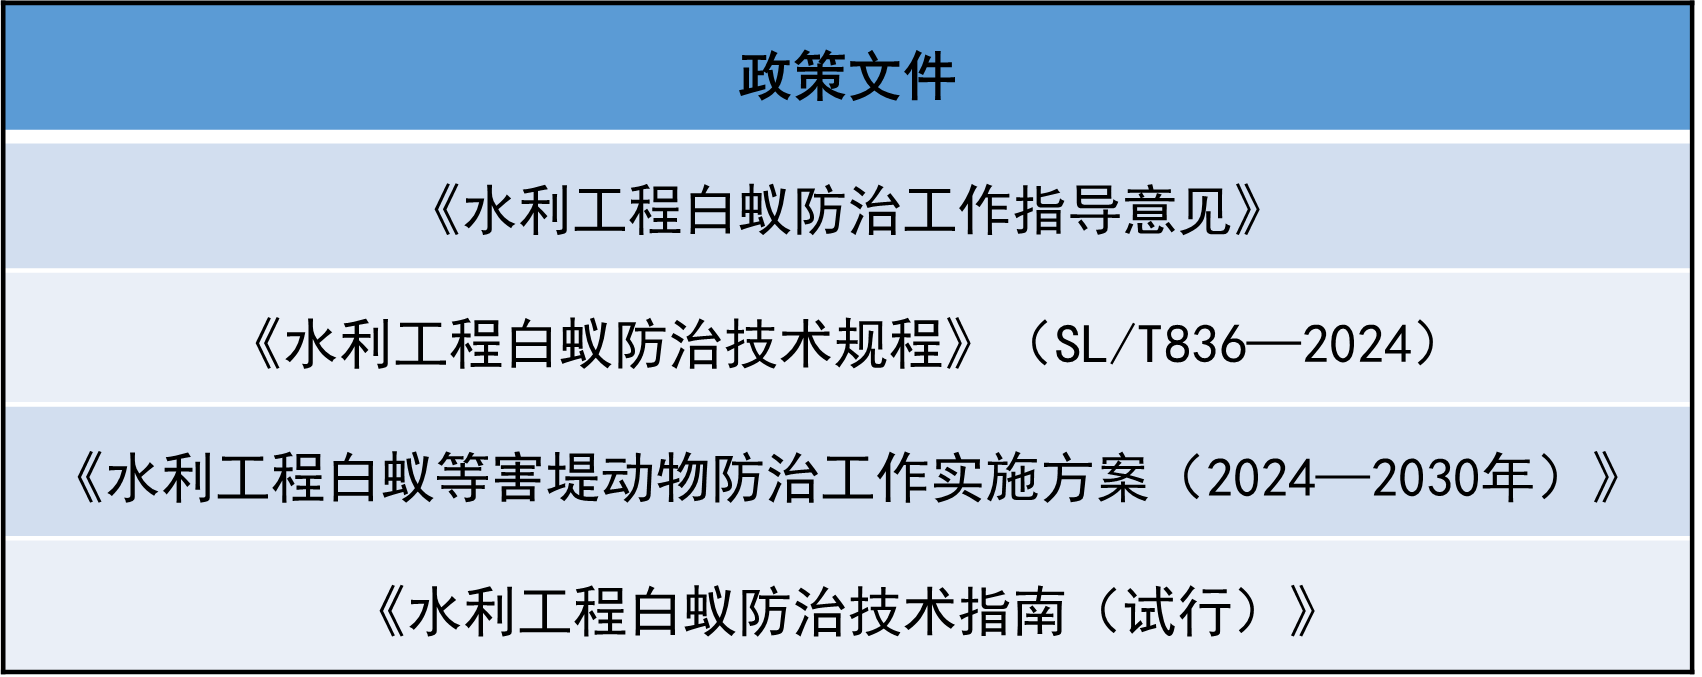 政策文件
《水利工程白蚁防治工作指导意见》
《水利工程白蚁防治技术规程》（SL/T836—2024）
《水利工程白蚁等害堤动物防治工作实施方案（2024—2030年）》
《水利工程白蚁防治技术指南（试行）》